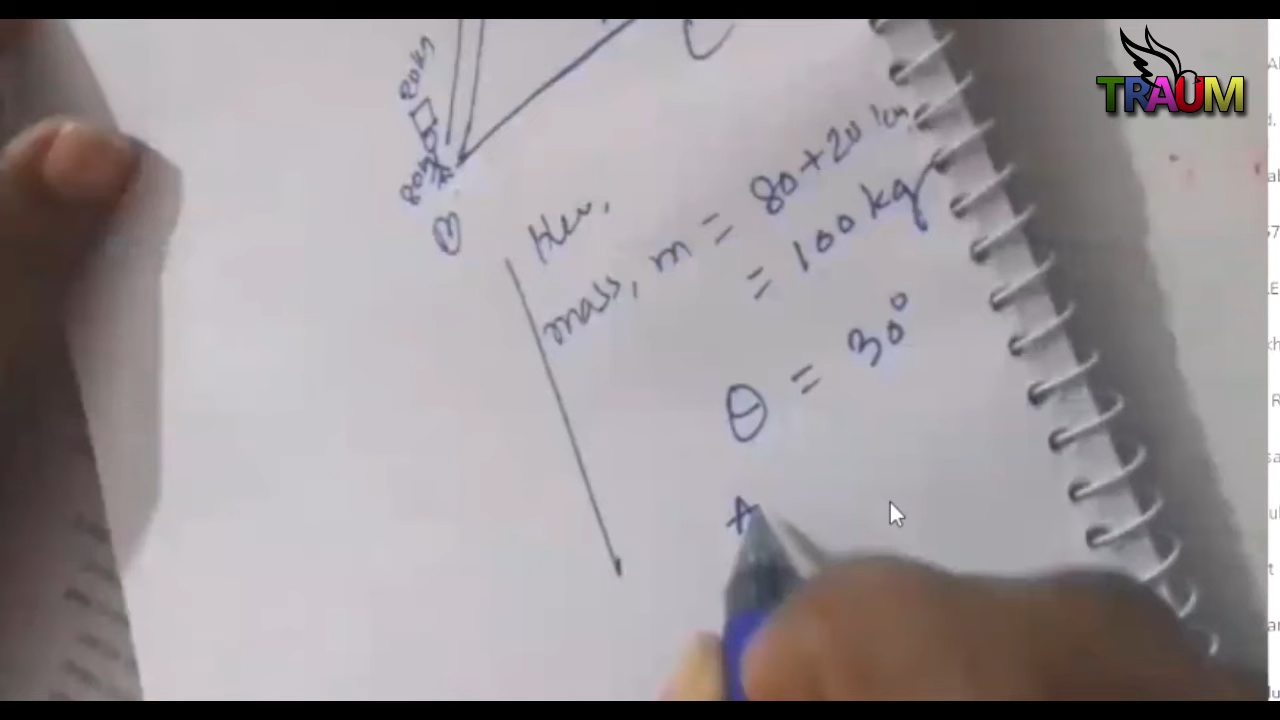 TRAUM
20kg
80kg
B
C
Here,
mass, m = 80+20 kg
= 100 kg
θ = 30°
A